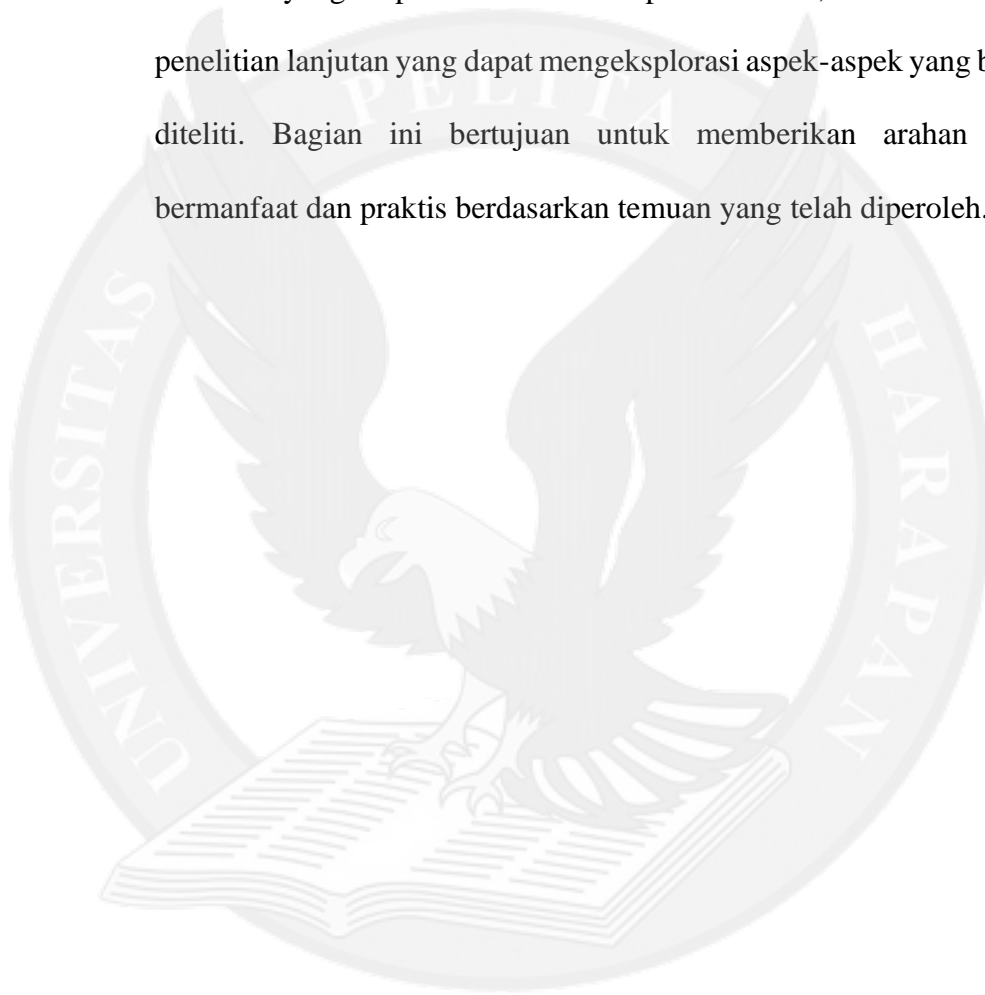 penelitian lanjutan yang dapat mengeksplorasi aspek-aspek yang
diteliti. Bagian ini bertujuan untuk memberikan arahan
bermanfaat dan praktis berdasarkan temuan yang telah diperoleh.
UNIVERSITAS PELITA HARAPAN